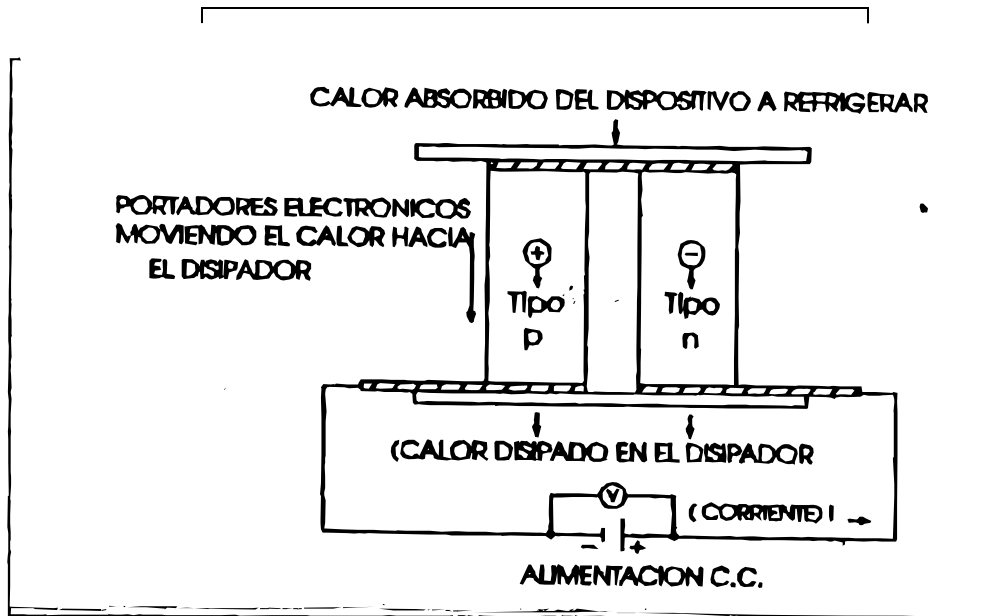 CALOR ABSORBIDO DEL DISPOSITIVO A REFRIGERAR
PORTADORES ELECTRONICOS
MOVIENDO EL CALOR HACIA
EL DISIPADOR
+
-
Tipo
p
Tipo
n
(CALOR DISIPADO EN EL DISIPADOR
V
(CORRIENTE) I
- +
ALIMENTACION C.C.